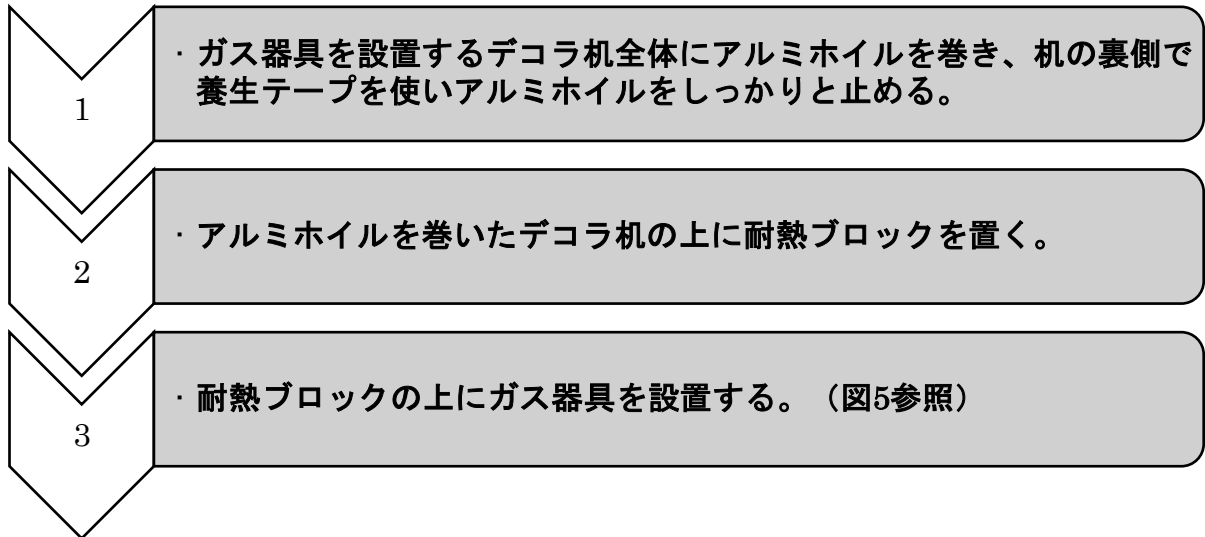 1
・ガス器具を設置するデコラ机全体にアルミホイルを巻き、机の裏側で
養生テープを使いアルミホイルをしっかりと止める。
2
・アルミホイルを巻いたデコラ机の上に耐熱ブロックを置く。
3
・耐熱ブロックの上にガス器具を設置する。（図5参照）